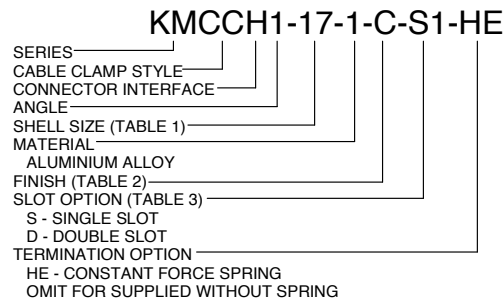 KMCCH1-17-1-C-S1-HE
SERIES
CABLE CLAMP STYLE
CONNECTOR INTERFACE
ANGLE
SHELL SIZE (TABLE 1)
MATERIAL
ALUMINIUM ALLOY
FINISH (TABLE 2)
SLOT OPTION (TABLE 3)
S - SINGLE SLOT
D - DOUBLE SLOT
TERMINATION OPTION
HE - CONSTANT FORCE SPRING
OMIT FOR SUPPLIED WITHOUT SPRING